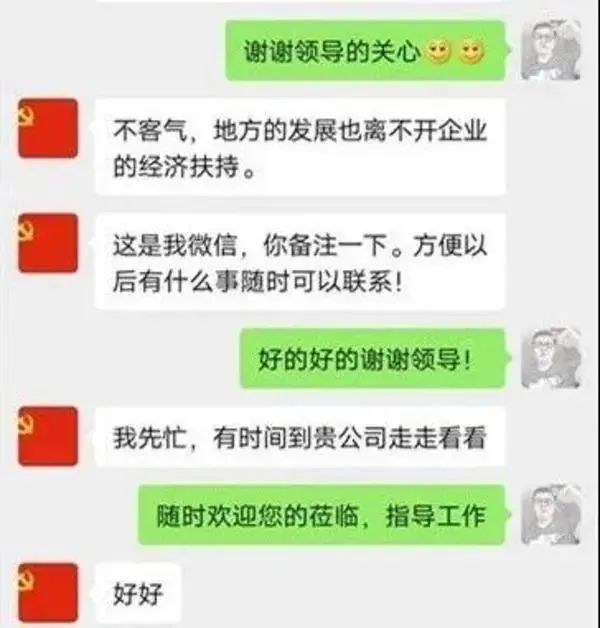 谢谢领导的关心
不客气，地方的发展也离不开企业
的经济扶持。
这是我微信，你备注一下。方便以
后有什么事随时可以联系！
好的好的谢谢领导！
我先忙，有时间到贵公司走走看看
随时欢迎您的莅临，指导工作
好好